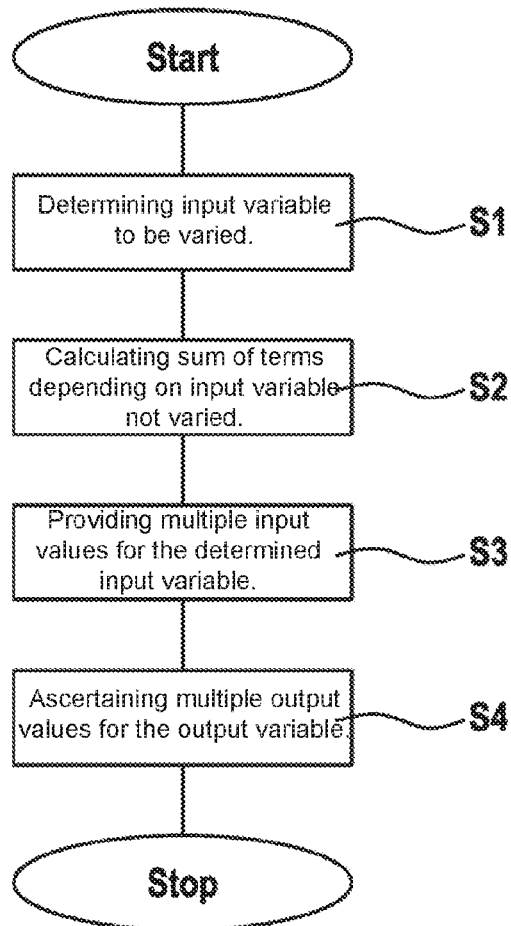 Start
Determining input variable
to be varied.
S1
Calculating sum of terms
depending on input variable
not varied.
S2
Providing multiple input
values for the determined
input variable.
S3
Ascertaining multiple output
values for the output variable.
S4
Stop